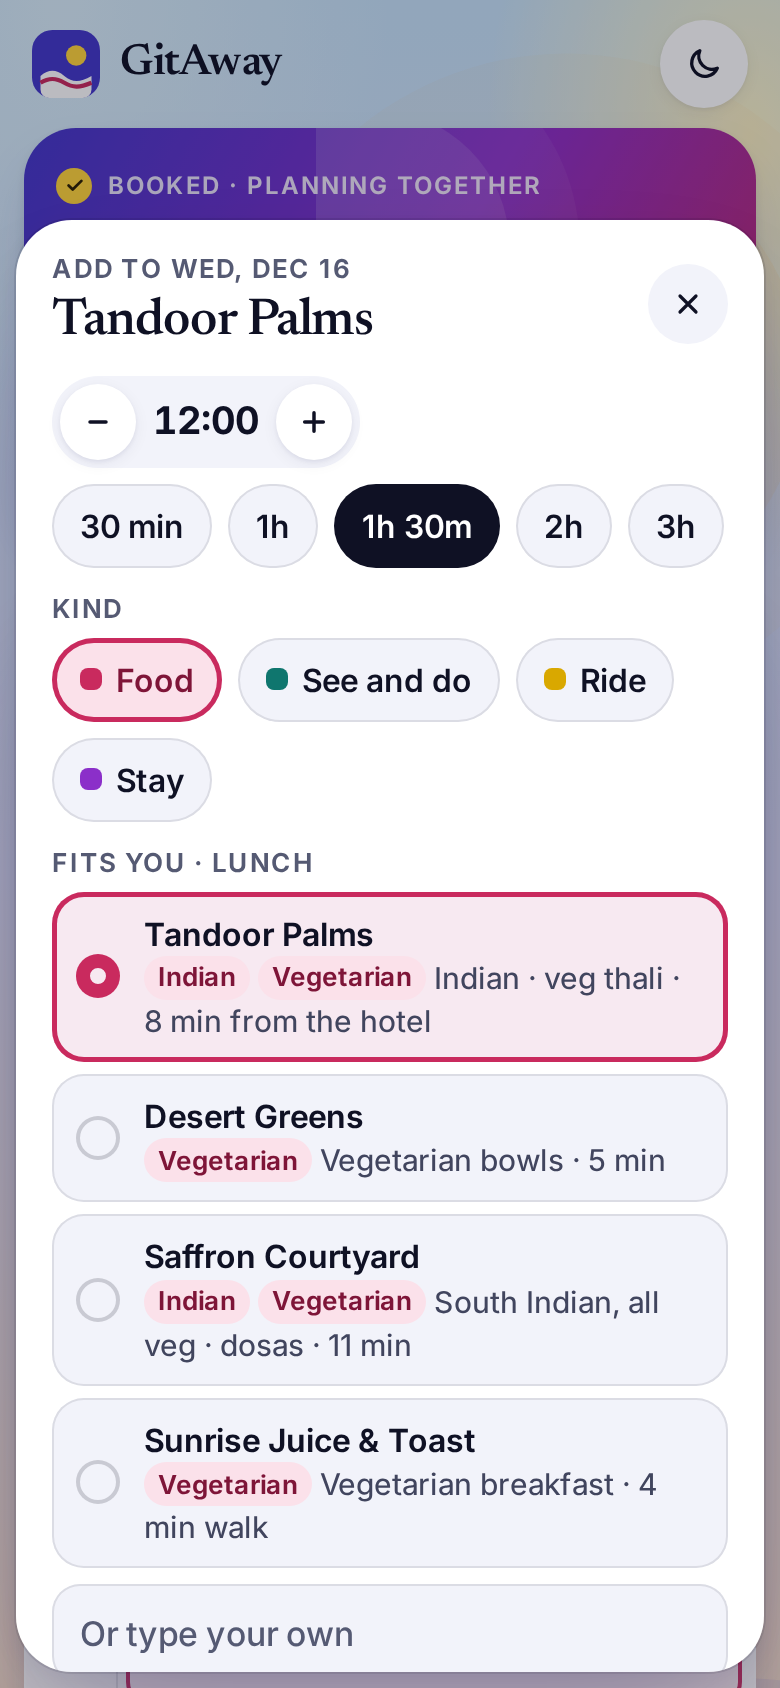 GitAway
BOOKED · PLANNING TOGETHER
ADD TO WED, DEC 16
Tandoor Palms
− 12:00 +
30 min 1h 1h 30m 2h 3h
KIND
Food See and do Ride
Stay
FITS YOU · LUNCH
Tandoor Palms
Indian Vegetarian Indian · veg thali ·
8 min from the hotel
Desert Greens
Vegetarian Vegetarian bowls · 5 min
Saffron Courtyard
Indian Vegetarian South Indian, all
veg · dosas · 11 min
Sunrise Juice & Toast
Vegetarian Vegetarian breakfast · 4
min walk
Or type your own